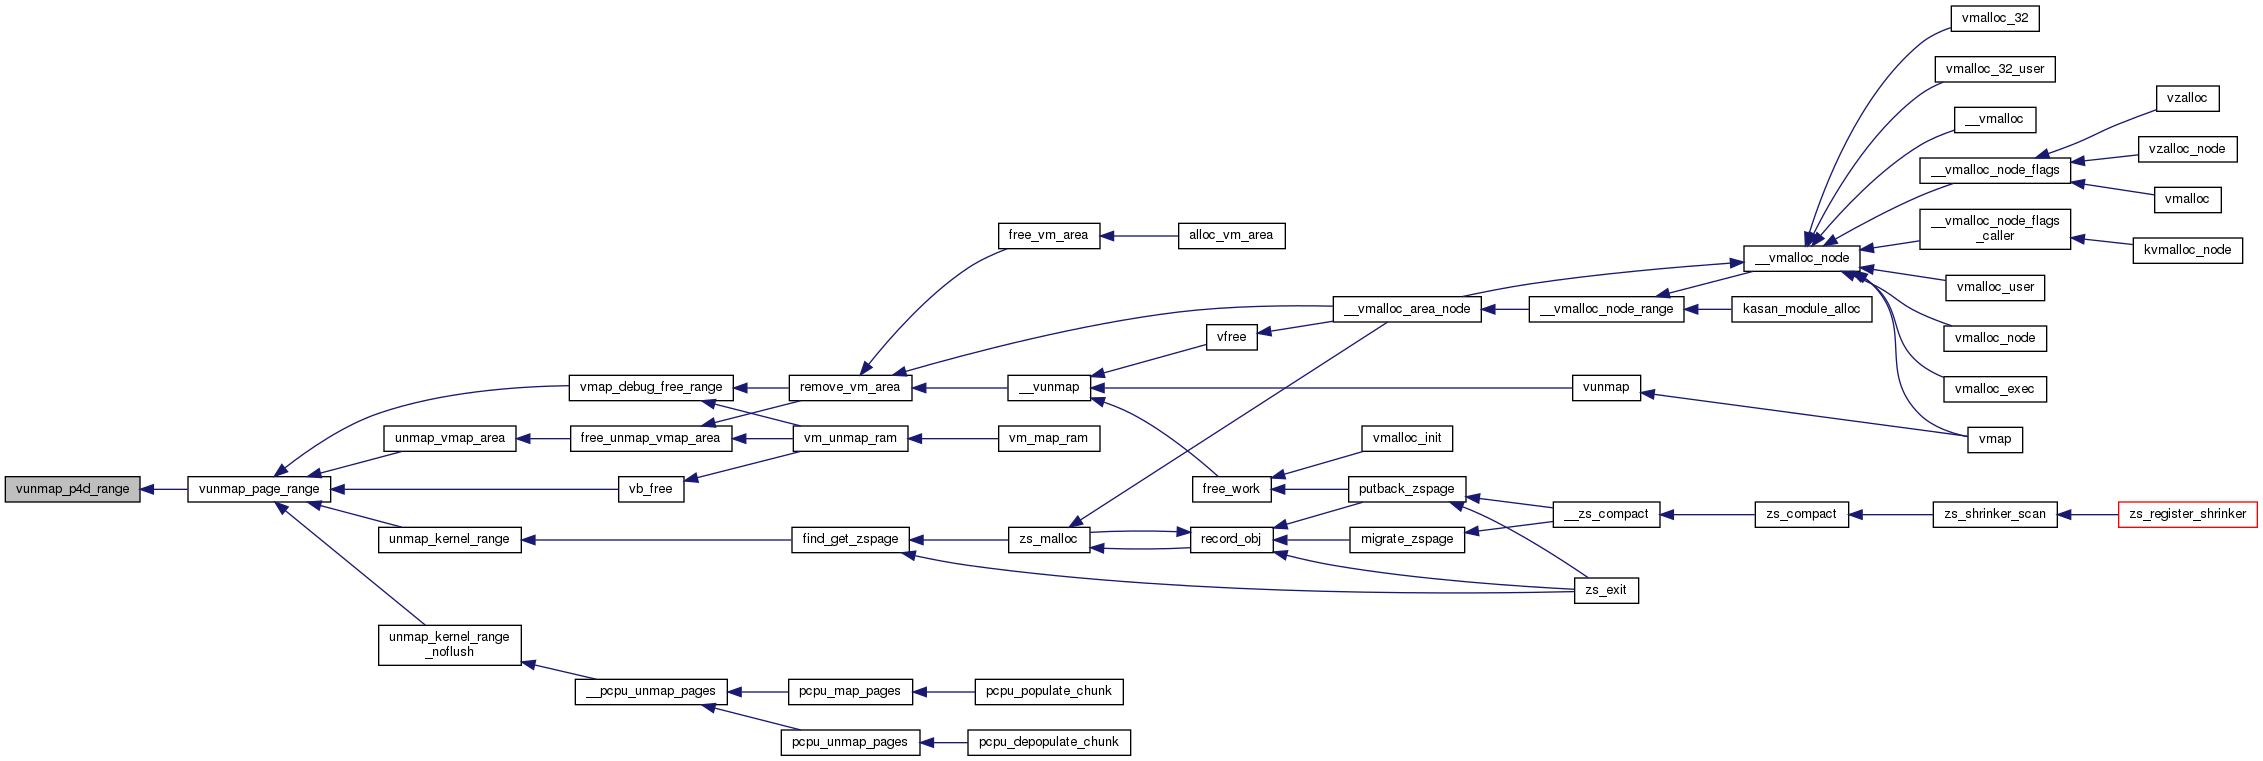 vmalloc_32
vmalloc_32_user
vzalloc
__vmalloc
vzalloc_node
__vmalloc_node_flags
vmalloc
__vmalloc_node_flags
_caller
free_vm_area
alloc_vm_area
kvmalloc_node
__vmalloc_node
vmalloc_user
__vmalloc_area_node
__vmalloc_node_range
kasan_module_alloc
vfree
vmalloc_node
vmap_debug_free_range
remove_vm_area
__vunmap
vunmap
vmalloc_exec
unmap_vmap_area
free_unmap_vmap_area
vm_unmap_ram
vm_map_ram
vmalloc_init
vmap
vunmap_p4d_range
vunmap_page_range
vb_free
free_work
putback_zspage
__zs_compact
zs_compact
zs_shrinker_scan
zs_register_shrinker
unmap_kernel_range
find_get_zspage
zs_malloc
record_obj
migrate_zspage
zs_exit
unmap_kernel_range
_noflush
__pcpu_unmap_pages
pcpu_map_pages
pcpu_populate_chunk
pcpu_unmap_pages
pcpu_depopulate_chunk